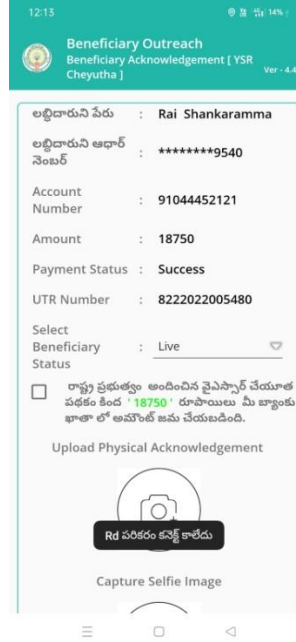 12:13
14%
Beneficiary Outreach
Beneficiary Acknowledgement [ YSR
Cheyutha ]
Ver - 4.4
లబ్ధిదారుని పేరు : Rai Shankaramma
లబ్ధిదారుని ఆధార్
నెంబర్ : ********9540
Account
Number : 91044452121
Amount : 18750
Payment Status : Success
UTR Number : 8222022005480
Select
Beneficiary : Live
Status
రాష్ట్ర ప్రభుత్వం అందించిన వైఎస్సార్ చేయూత
పథకం కింద ' 18750 ' రూపాయిలు మీ బ్యాంకు
ఖాతా లో అమౌంట్ జమ చేయబడింది.
Upload Physical Acknowledgement
Rd పరికరం కనెక్ట్ కాలేదు
Capture Selfie Image